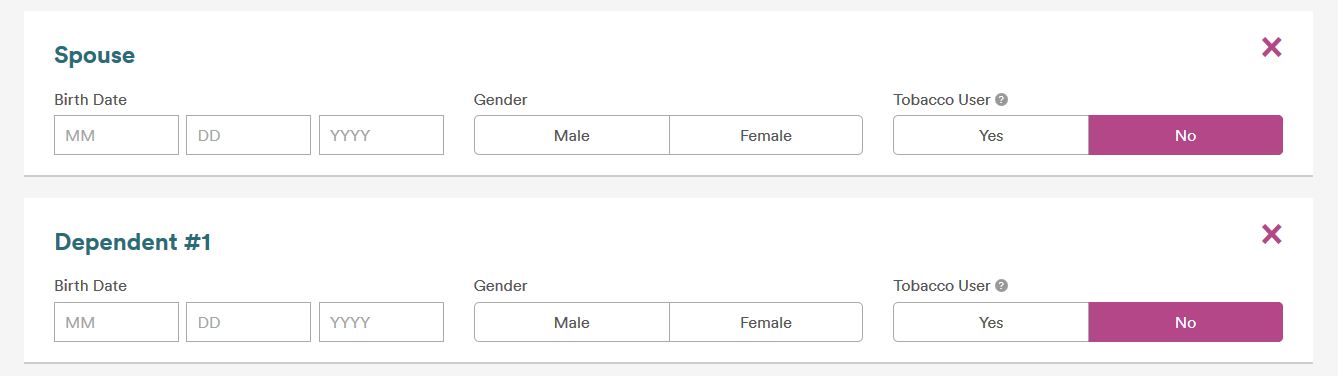 Spouse
Birth Date Gender Tobacco User ?
MM DD YYYY Male Female Yes No
Dependent #1
Birth Date Gender Tobacco User ?
MM DD YYYY Male Female Yes No